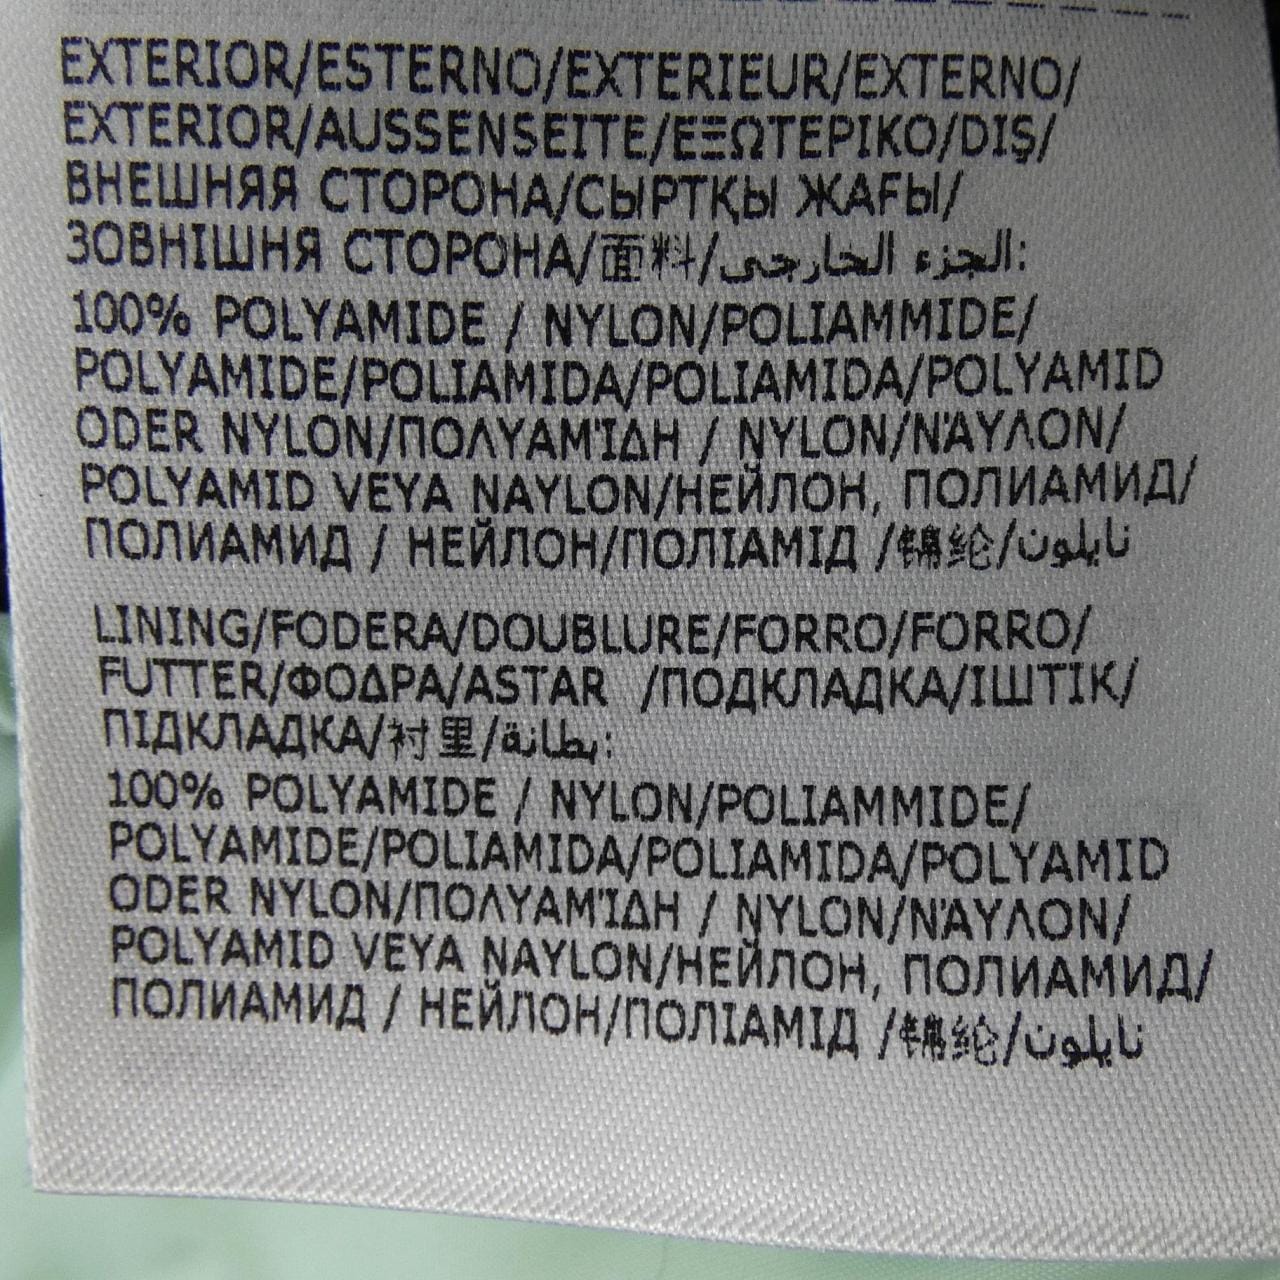 EXTERIOR/ESTERNO/EXTERIEUR/EXTERNO/
EXTERIOR/AUSSENSEITE/ΕΞΩΤΕΡΙΚΟ/DIŞ/
ВНЕШНЯЯ СТОРОНА/СЫРТҚЫ ЖАҒЫ/
ЗОВНІШНЯ СТОРОНА/面料/الجزء الخارجى:
100% POLYAMIDE / NYLON/POLIAMMIDE/
POLYAMIDE/POLIAMIDA/POLIAMIDA/POLYAMID
ODER NYLON/ΠΟΛΥΑΜΊΔΗ / NYLON/ΝΆΥΛΟΝ/
POLYAMID VEYA NAYLON/НЕЙЛОН, ПОЛИАМИД/
ПОЛИАМИД / НЕЙЛОН/ПОЛІАМІД /锦纶/نايلون
LINING/FODERA/DOUBLURE/FORRO/FORRO/
FUTTER/ΦΟΔΡΑ/ASTAR /ПОДКЛАДКА/ІШТІК/
ПІДКЛАДКА/衬里/بطانة:
100% POLYAMIDE / NYLON/POLIAMMIDE/
POLYAMIDE/POLIAMIDA/POLIAMIDA/POLYAMID
ODER NYLON/ΠΟΛΥΑΜΊΔΗ / NYLON/ΝΆΥΛΟΝ/
POLYAMID VEYA NAYLON/НЕЙЛОН, ПОЛИАМИД/
ПОЛИАМИД / НЕЙЛОН/ПОЛІАМІД /锦纶/نايلون